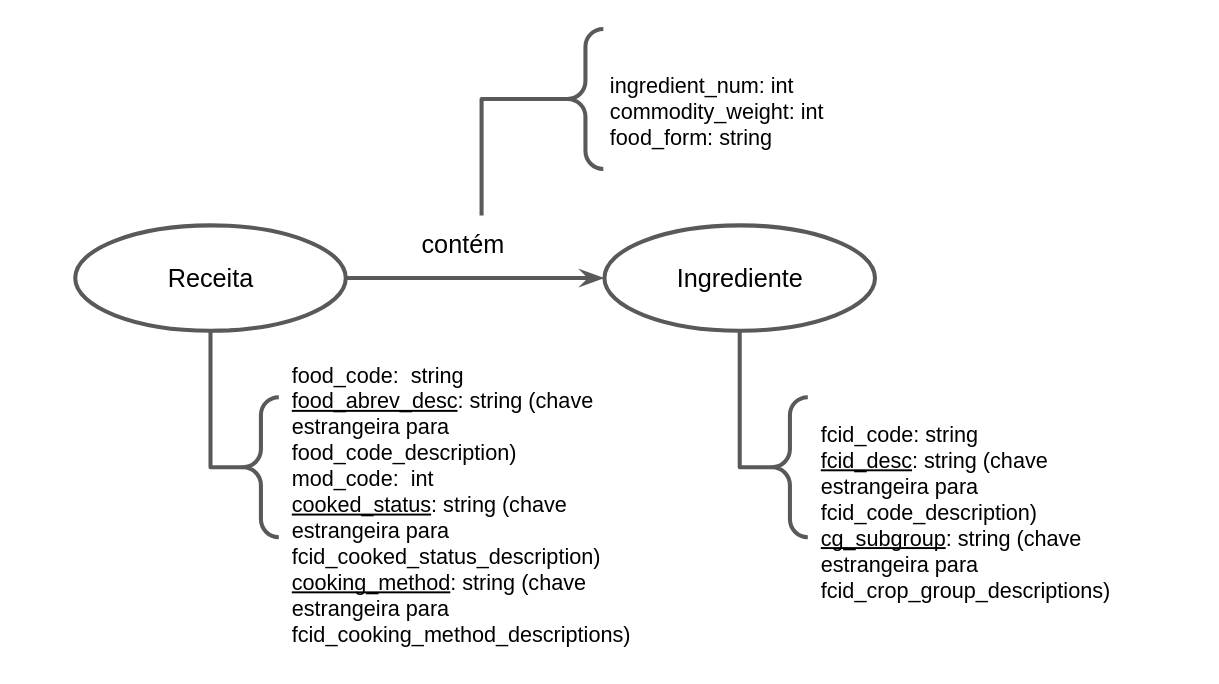 ingredient_num: int
commodity_weight: int
food_form: string
contém
Receita
Ingrediente
food_code:  string
food_abrev_desc: string (chave
estrangeira para
food_code_description)
mod_code:  int
cooked_status: string (chave
estrangeira para
fcid_cooked_status_description)
cooking_method: string (chave
estrangeira para
fcid_cooking_method_descriptions)
fcid_code: string
fcid_desc: string (chave
estrangeira para
fcid_code_description)
cg_subgroup: string (chave
estrangeira para
fcid_crop_group_descriptions)